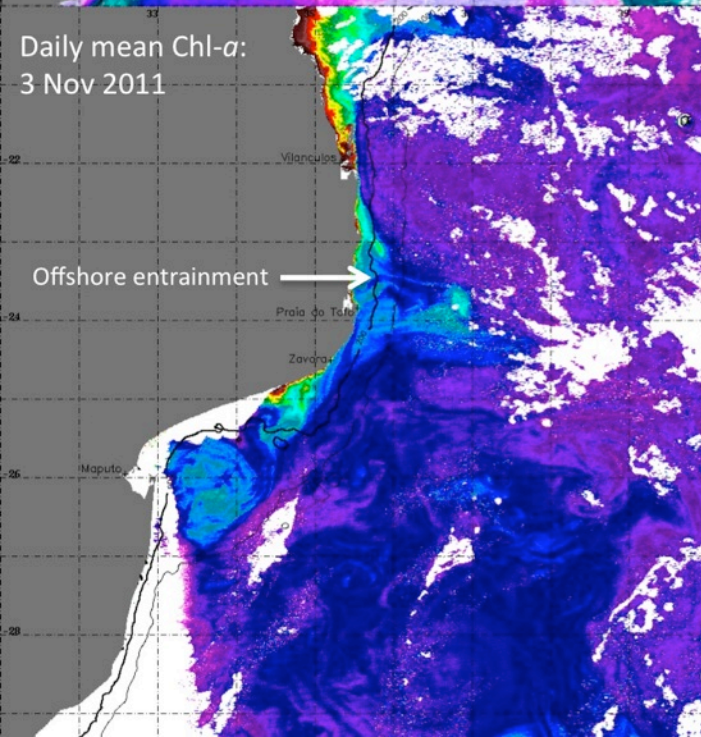 33
Daily mean Chl-a:
3 Nov 2011
-22
Vilanculos
Offshore entrainment
Praia do Tofo
-24
Zavora
Maputo
-26
-28